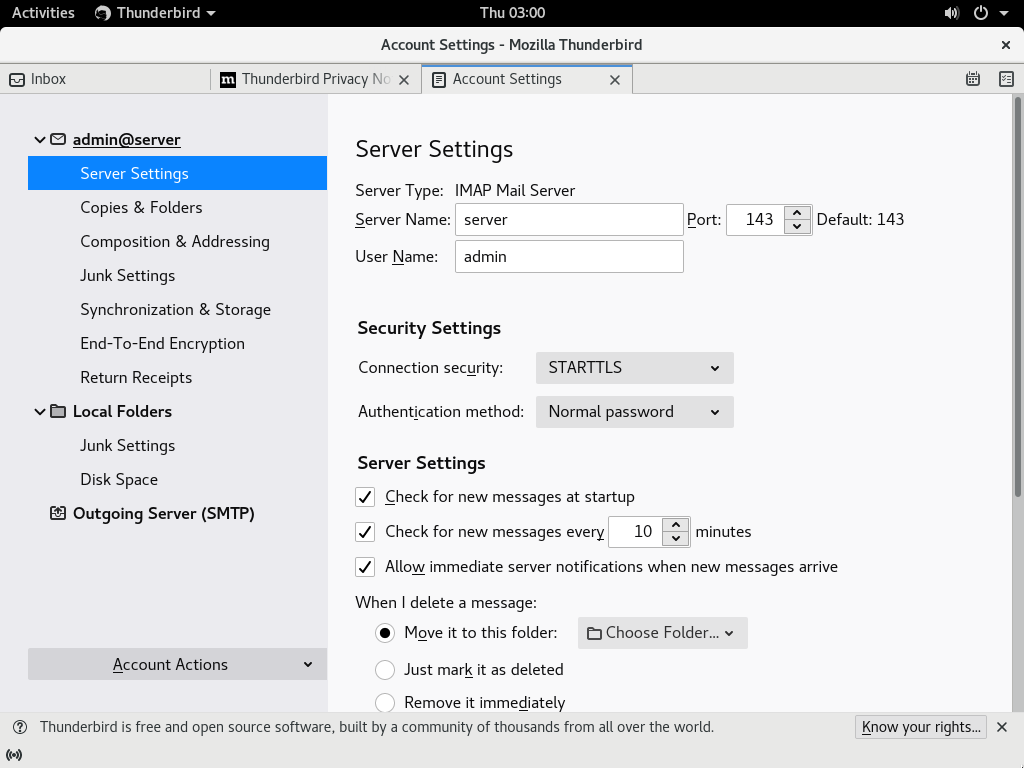 Activities Thunderbird Thu 03:00
Account Settings - Mozilla Thunderbird
Inbox Thunderbird Privacy No Account Settings
admin@server
Server Settings
Copies & Folders
Composition & Addressing
Junk Settings
Synchronization & Storage
End-To-End Encryption
Return Receipts
Local Folders
Junk Settings
Disk Space
Outgoing Server (SMTP)
Account Actions
Server Settings
Server Type: IMAP Mail Server
Server Name: server Port: 143 Default: 143
User Name: admin
Security Settings
Connection security: STARTTLS
Authentication method: Normal password
Server Settings
Check for new messages at startup
Check for new messages every 10 minutes
Allow immediate server notifications when new messages arrive
When I delete a message:
Move it to this folder: Choose Folder...
Just mark it as deleted
Remove it immediately
Thunderbird is free and open source software, built by a community of thousands from all over the world. Know your rights...